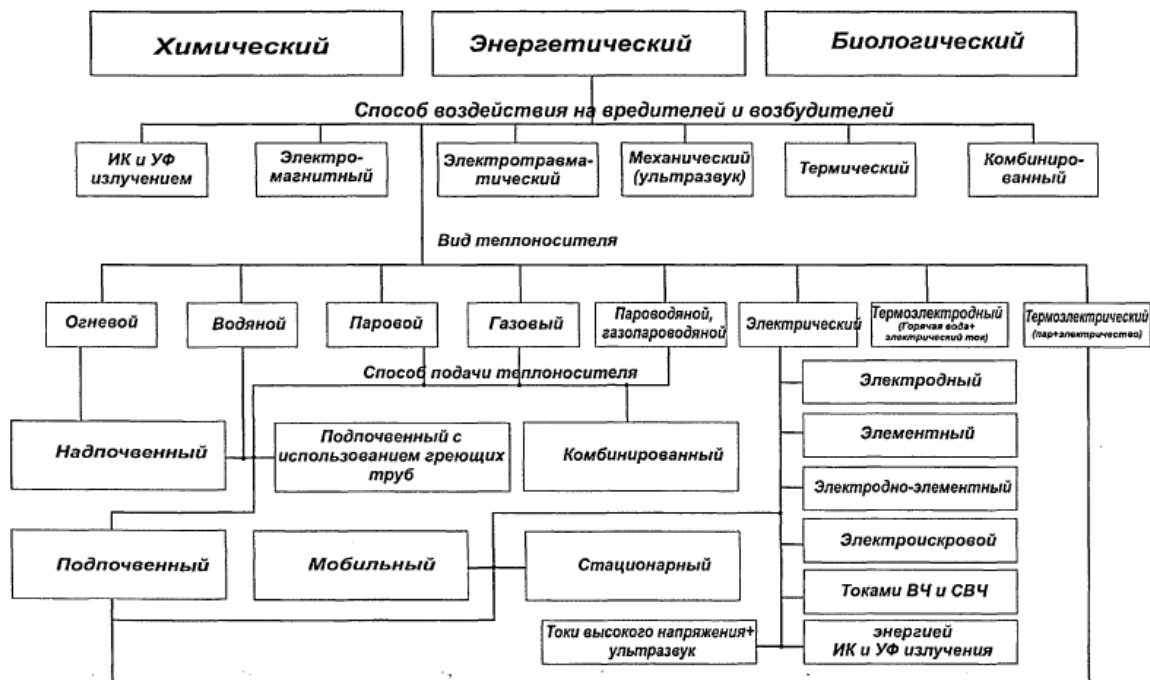 Химический
Энергетический
Биологический
Способ воздействия на вредителей и возбудителей
ИК и УФ
излучением
Электро-
магнитный
Электротравма-
тический
Механический
(ультразвук)
Термический
Комбиниро-
ванный
Вид теплоносителя
Огневой
Водяной
Паровой
Газовый
Пароводяной,
газопароводяной
Электрический
Термоэлектродный
(Горячая вода+
электрический ток)
Термоэлектрический
(пар+электричество)
Способ подачи теплоносителя
Электродный
Надпочвенный
Подпочвенный с
использованием греющих
труб
Комбинированный
Элементный
Электродно-элементный
Подпочвенный
Мобильный
Стационарный
Электроискровой
Токами ВЧ и СВЧ
Токи высокого напряжения+
ультразвук
энергией
ИК и УФ излучения